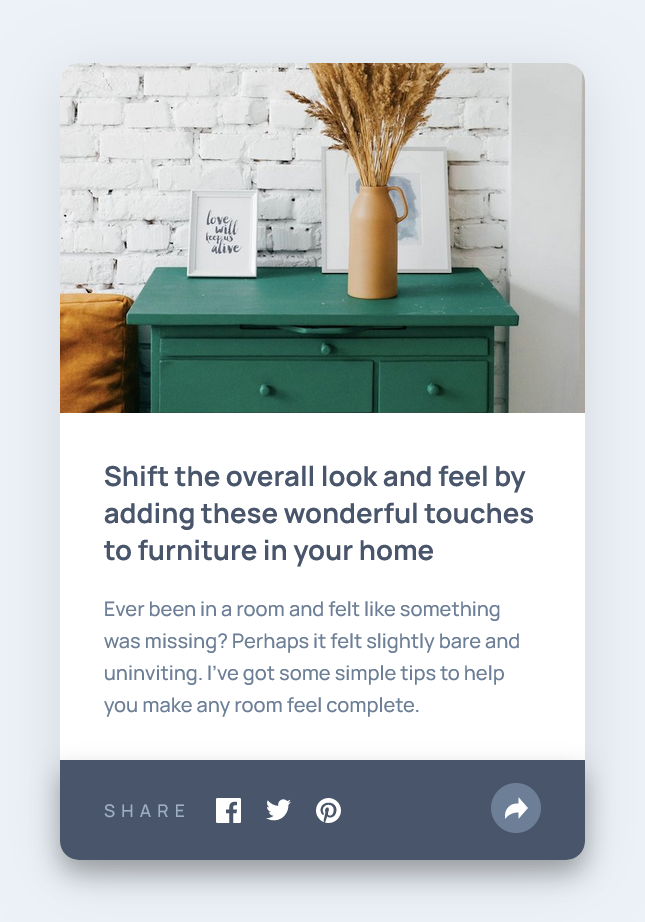 love
will
keep us
alive
Shift the overall look and feel by
adding these wonderful touches
to furniture in your home
Ever been in a room and felt like something
was missing? Perhaps it felt slightly bare and
uninviting. I’ve got some simple tips to help
you make any room feel complete.
SHARE